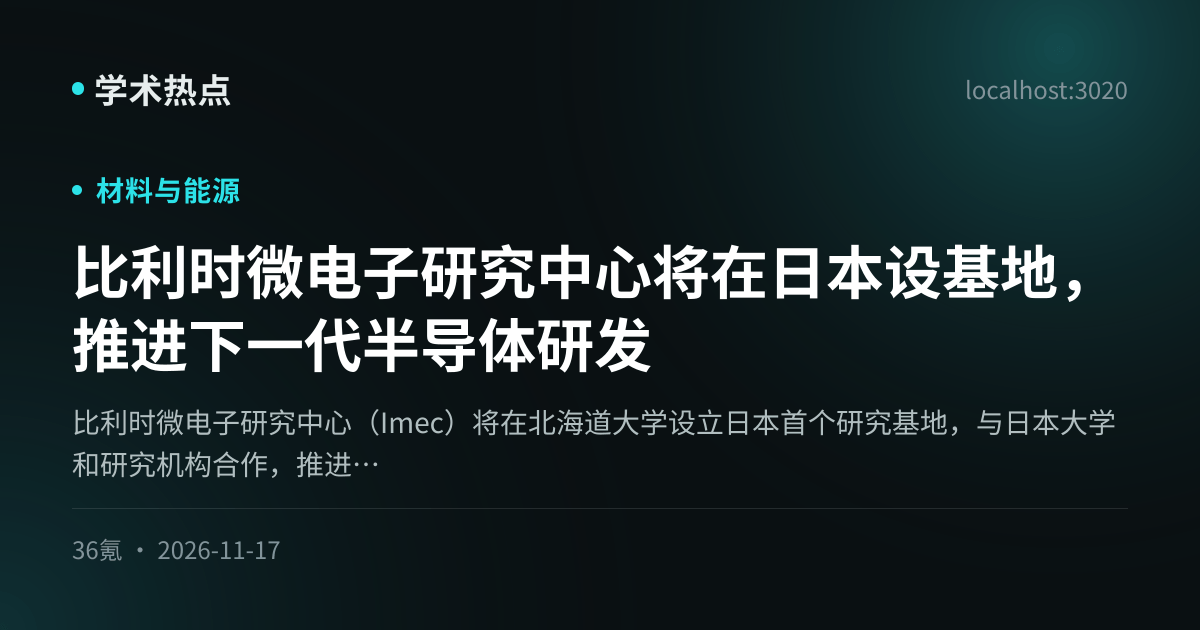 学术热点
localhost:3020
材料与能源
比利时微电子研究中心将在日本设基地，
推进下一代半导体研发
比利时微电子研究中心（Imec）将在北海道大学设立日本首个研究基地，与日本大学
和研究机构合作，推进…
36氪 · 2026-11-17